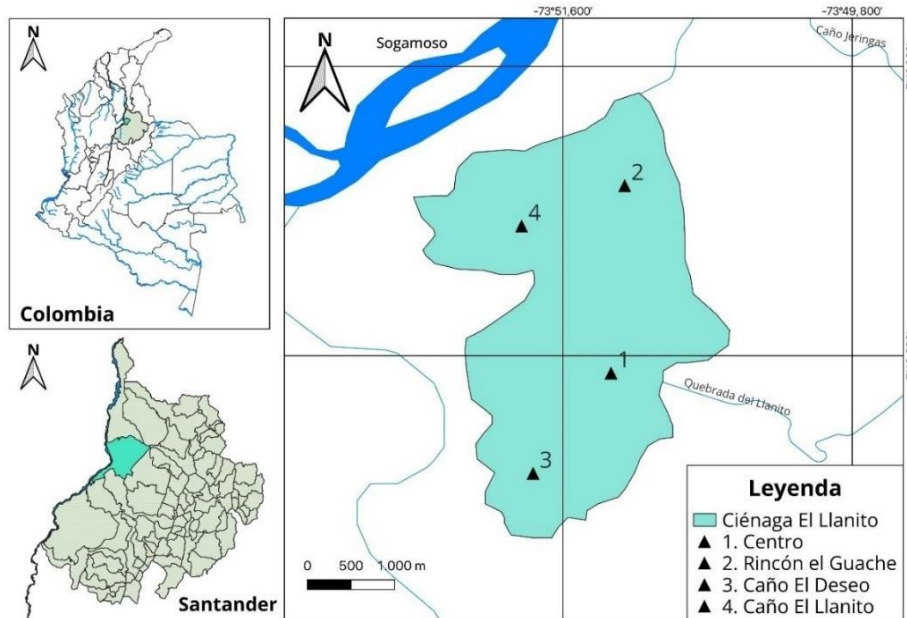 N
Colombia
N
Santander
-73°51,600'
-73°49,800'
N
Sogamoso
Caño Jeringas
2
4
1
Quebrada del Llanito
3
0 500 1.000 m
Leyenda
Ciénaga El Llanito
1. Centro
2. Rincón el Guache
3. Caño El Deseo
4. Caño El Llanito